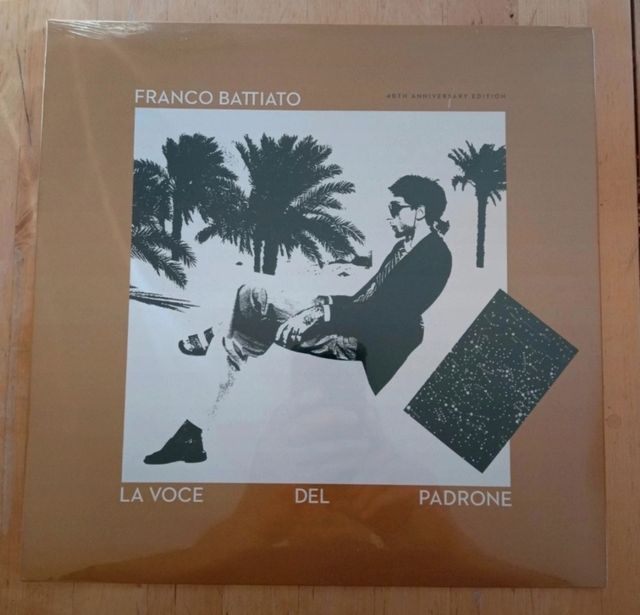 FRANCO BATTIATO
40TH ANNIVERSARY EDITION
LA VOCE DEL PADRONE